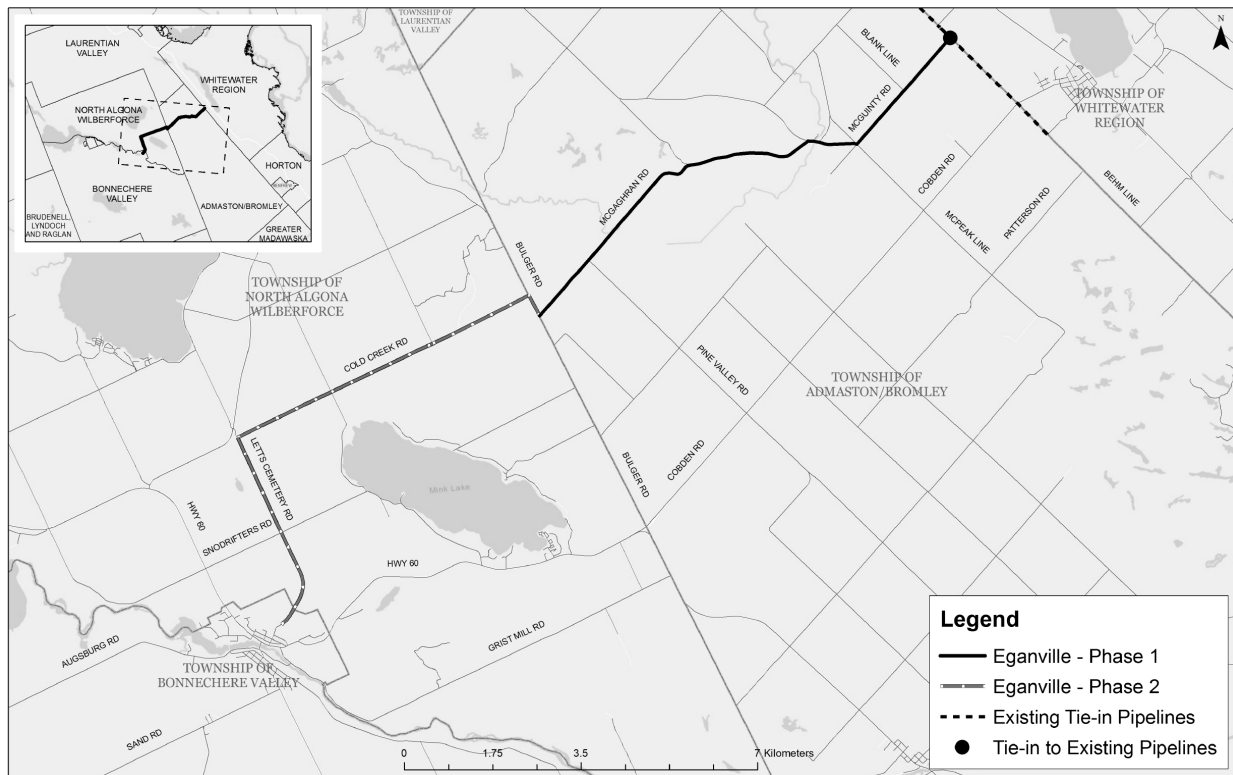 TOWNSHIP OF
LAURENTIAN
VALLEY
N
LAURENTIAN
VALLEY
WHITEWATER
REGION
NORTH ALGONA
WILBERFORCE
HORTON
RENFREW
BONNECHERE
VALLEY
ADMASTON/BROMLEY
BRUDENELL,
LYNDOCH
AND RAGLAN
GREATER
MADAWASKA
BLANK LINE
MCGUINTY RD
TOWNSHIP OF
WHITEWATER
REGION
COBDEN RD
BEHM LINE
PATTERSON RD
MCPEAK LINE
MCGAGHRAN RD
BULGER RD
TOWNSHIP OF
NORTH ALGONA
WILBERFORCE
COLD CREEK RD
PINE VALLEY RD
TOWNSHIP OF
ADMASTON/BROMLEY
LETTS CEMETERY RD
COBDEN RD
BULGER RD
Mink Lake
HWY 60
SNODRIFTERS RD
HWY 60
GRIST MILL RD
AUGSBURG RD
TOWNSHIP OF
BONNECHERE VALLEY
SAND RD
0 1.75 3.5 7 Kilometers
Legend
Eganville - Phase 1
Eganville - Phase 2
Existing Tie-in Pipelines
Tie-in to Existing Pipelines